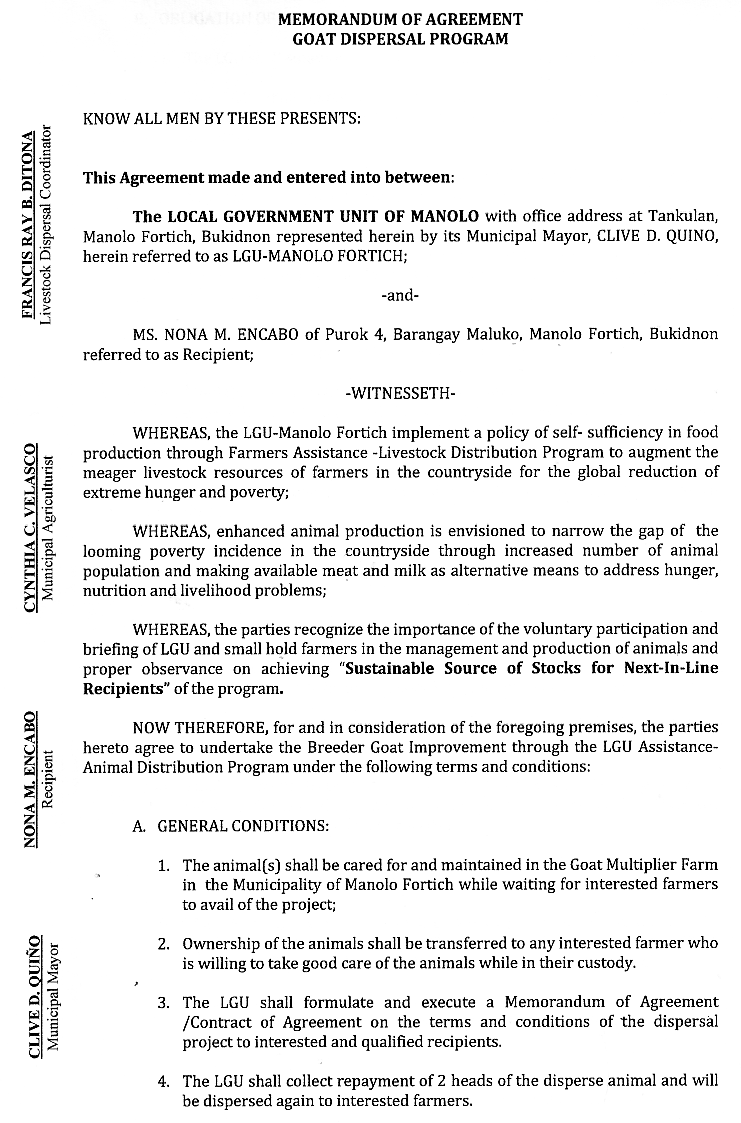 MEMORANDUM OF AGREEMENT
GOAT DISPERSAL PROGRAM
KNOW ALL MEN BY THESE PRESENTS:
This Agreement made and entered into between:
The LOCAL GOVERNMENT UNIT OF MANOLO with office address at Tankulan,
Manolo Fortich, Bukidnon represented herein by its Municipal Mayor, CLIVE D. QUINO,
herein referred to as LGU-MANOLO FORTICH;
-and-
MS. NONA M. ENCABO of Purok 4, Barangay Maluko, Manolo Fortich, Bukidnon
referred to as Recipient;
-WITNESSETH-
WHEREAS, the LGU-Manolo Fortich implement a policy of self- sufficiency in food
production through Farmers Assistance -Livestock Distribution Program to augment the
meager livestock resources of farmers in the countryside for the global reduction of
extreme hunger and poverty;
WHEREAS, enhanced animal production is envisioned to narrow the gap of the
looming poverty incidence in the countryside through increased number of animal
population and making available meat and milk as alternative means to address hunger,
nutrition and livelihood problems;
WHEREAS, the parties recognize the importance of the voluntary participation and
briefing of LGU and small hold farmers in the management and production of animals and
proper observance on achieving "Sustainable Source of Stocks for Next-In-Line
Recipients" of the program.
NOW THEREFORE, for and in consideration of the foregoing premises, the parties
hereto agree to undertake the Breeder Goat Improvement through the LGU Assistance-
Animal Distribution Program under the following terms and conditions:
A. GENERAL CONDITIONS:
1. The animal(s) shall be cared for and maintained in the Goat Multiplier Farm
in the Municipality of Manolo Fortich while waiting for interested farmers
to avail of the project;
2. Ownership of the animals shall be transferred to any interested farmer who
is willing to take good care of the animals while in their custody.
3. The LGU shall formulate and execute a Memorandum of Agreement
/Contract of Agreement on the terms and conditions of the dispersal
project to interested and qualified recipients.
4. The LGU shall collect repayment of 2 heads of the disperse animal and will
be dispersed again to interested farmers.
FRANCIS RAY B. DITONA
Livestock Dispersal Coordinator
CYNTHIA C. VELASCO
Municipal Agriculturist
NONA M. ENCABO
Recipient
CLIVE D. QUIÑO
Municipal Mayor